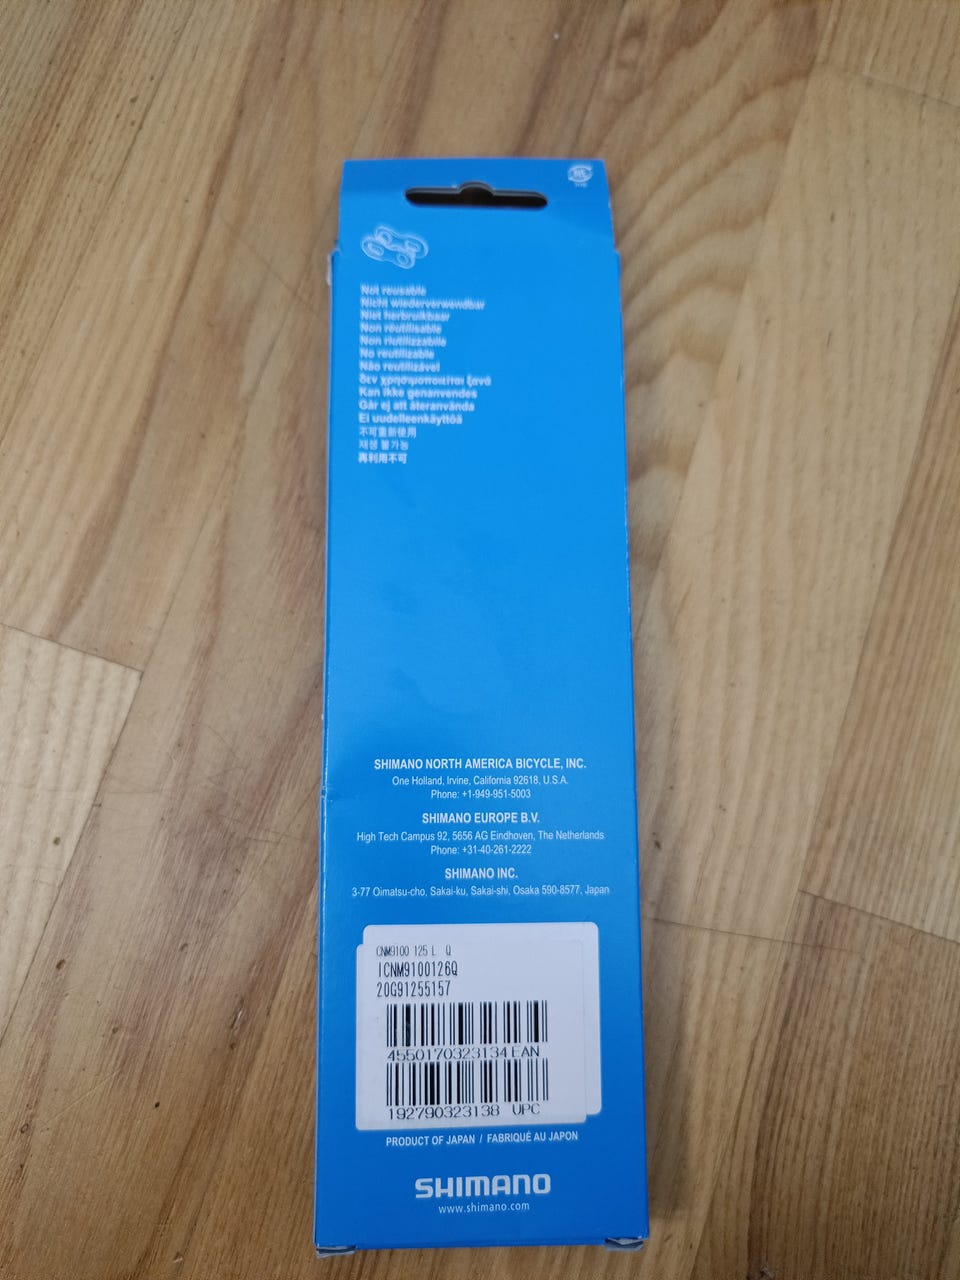 Not reusable
Nicht wiederverwendbar
Niet herbruikbaar
Non réutilisable
Non riutilizzabile
No reutilizable
Não reutilizável
δεν χρησιμοποιείται ξανά
Kan ikke genanvendes
Går ej att återanvända
Ei uudelleenkäyttöä
不可重新使用
재생 불가능
再利用不可
SHIMANO NORTH AMERICA BICYCLE, INC.
One Holland, Irvine, California 92618, U.S.A.
Phone: +1-949-951-5003
SHIMANO EUROPE B.V.
High Tech Campus 92, 5656 AG Eindhoven, The Netherlands
Phone: +31-40-261-2222
SHIMANO INC.
3-77 Oimatsu-cho, Sakai-ku, Sakai-shi, Osaka 590-8577, Japan
CNM9100 125 L Q
ICNM9100126Q
20G91255157
4550170323134 EAN
192790323138 UPC
PRODUCT OF JAPAN / FABRIQUÉ AU JAPON
SHIMANO
www.shimano.com